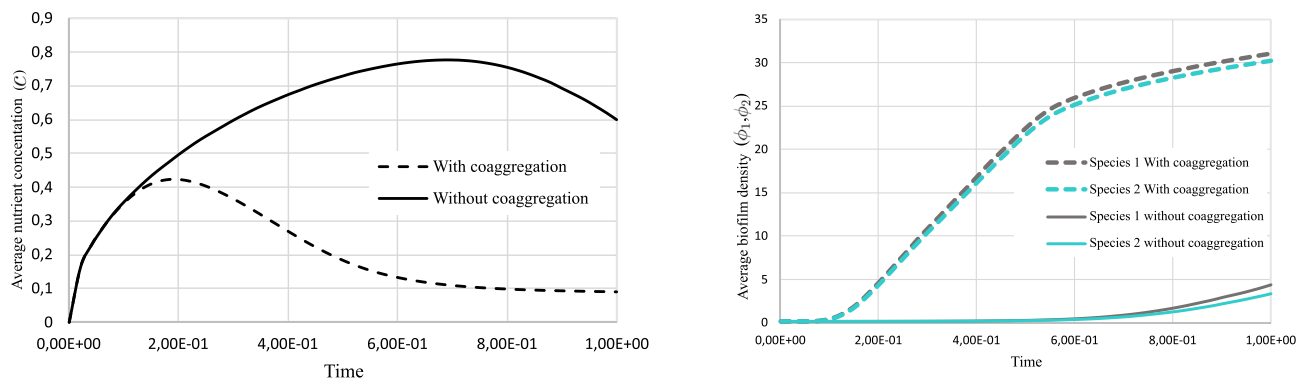 Average nutrient concentation (C)
0,9
0,8
0,7
0,6
0,5
0,4
0,3
0,2
0,1
0
0,00E+00 2,00E-01 4,00E-01 6,00E-01 8,00E-01 1,00E+00
Time
With coaggregation
Without coaggregation
Average biofilm density (ϕ1,ϕ2)
35
30
25
20
15
10
5
0
0,00E+00 2,00E-01 4,00E-01 6,00E-01 8,00E-01 1,00E+00
Time
Species 1 With coaggregation
Species 2 With coaggregation
Species 1 without coaggregation
Species 2 without coaggregation